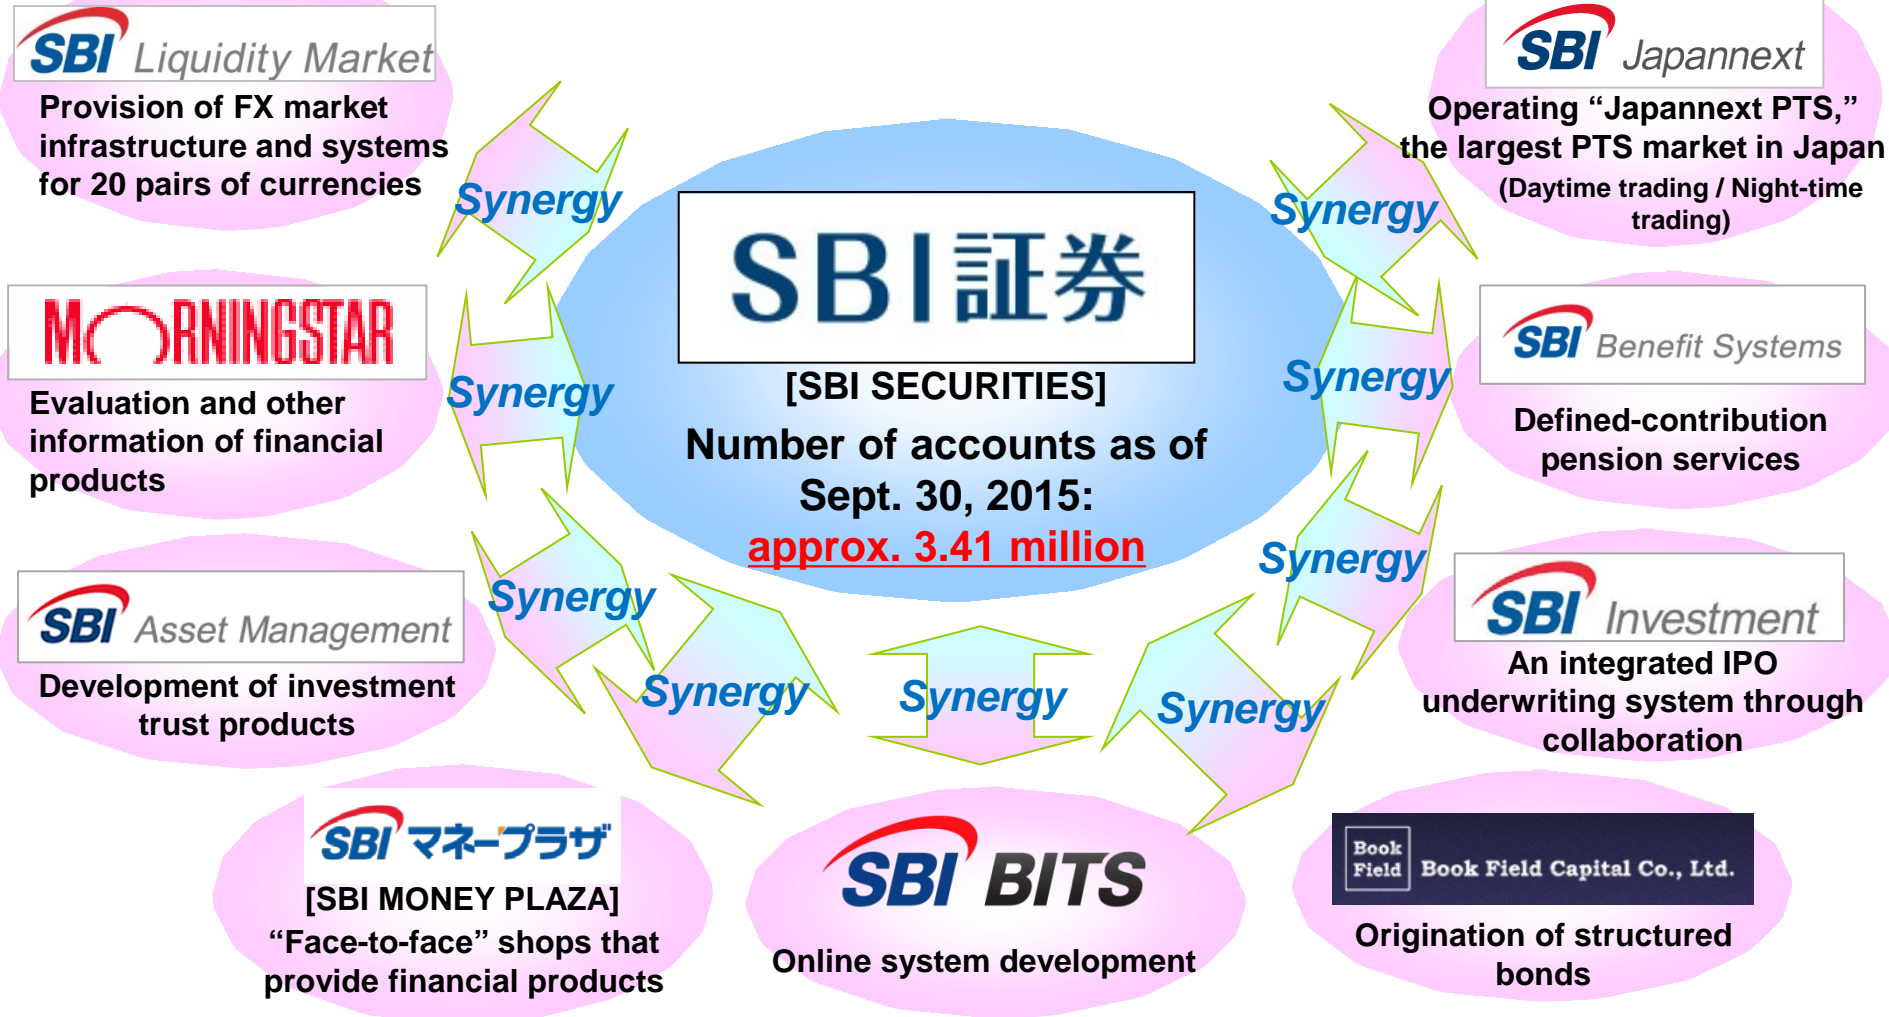 SBI Liquidity Market
Provision of FX market
infrastructure and systems
for 20 pairs of currencies
Synergy
MORNINGSTAR
Evaluation and other
information of financial
products
Synergy
SBI Asset Management
Development of investment
trust products
Synergy
SBI マネープラザ
[SBI MONEY PLAZA]
“Face-to-face” shops that
provide financial products
Synergy
SBI証券
[SBI SECURITIES]
Number of accounts as of
Sept. 30, 2015:
approx. 3.41 million
Synergy
SBI BITS
Online system development
SBI Japannext
Operating “Japannext PTS,”
the largest PTS market in Japan
(Daytime trading / Night-time
trading)
Synergy
SBI Benefit Systems
Defined-contribution
pension services
Synergy
SBI Investment
An integrated IPO
underwriting system through
collaboration
Synergy
Book
Field
Book Field Capital Co., Ltd.
Origination of structured
bonds
Synergy